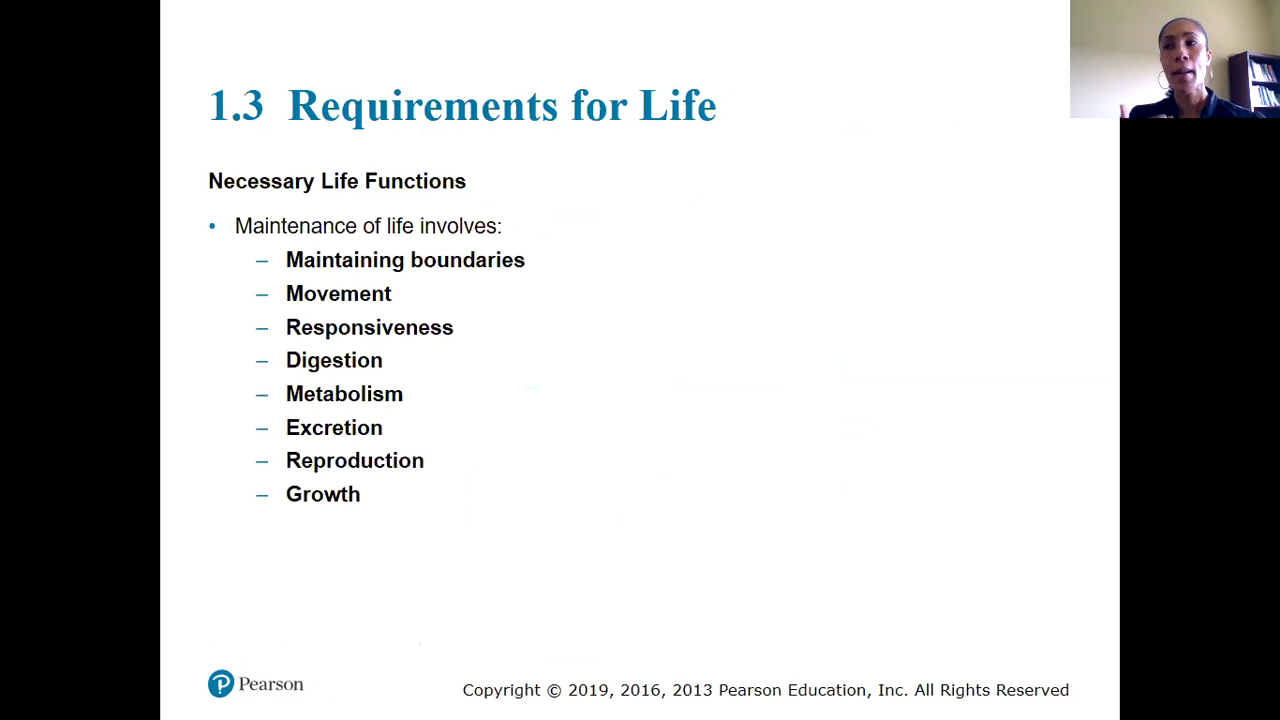 1.3 Requirements for Life
Necessary Life Functions
• Maintenance of life involves:
– Maintaining boundaries
– Movement
– Responsiveness
– Digestion
– Metabolism
– Excretion
– Reproduction
– Growth
Pearson
Copyright © 2019, 2016, 2013 Pearson Education, Inc. All Rights Reserved